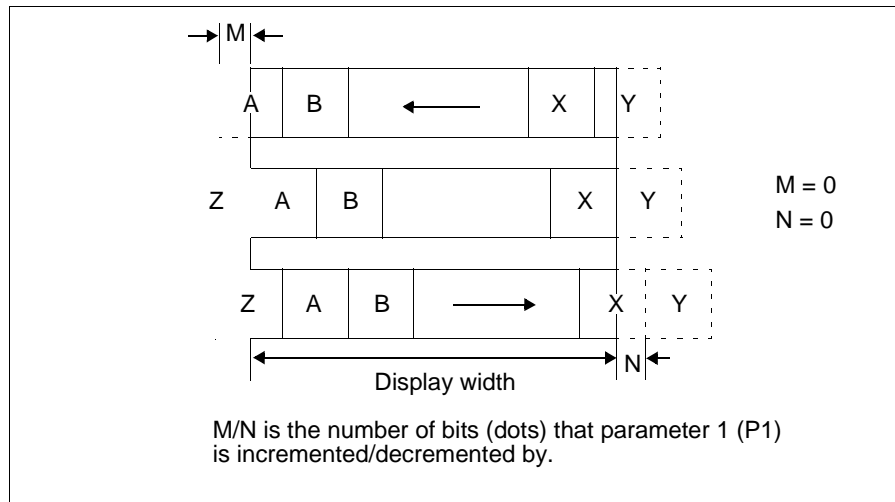 M
A B X Y
Z A B X Y
M = 0
N = 0
Z A B X Y
N
Display width
M/N is the number of bits (dots) that parameter 1 (P1)
is incremented/decremented by.